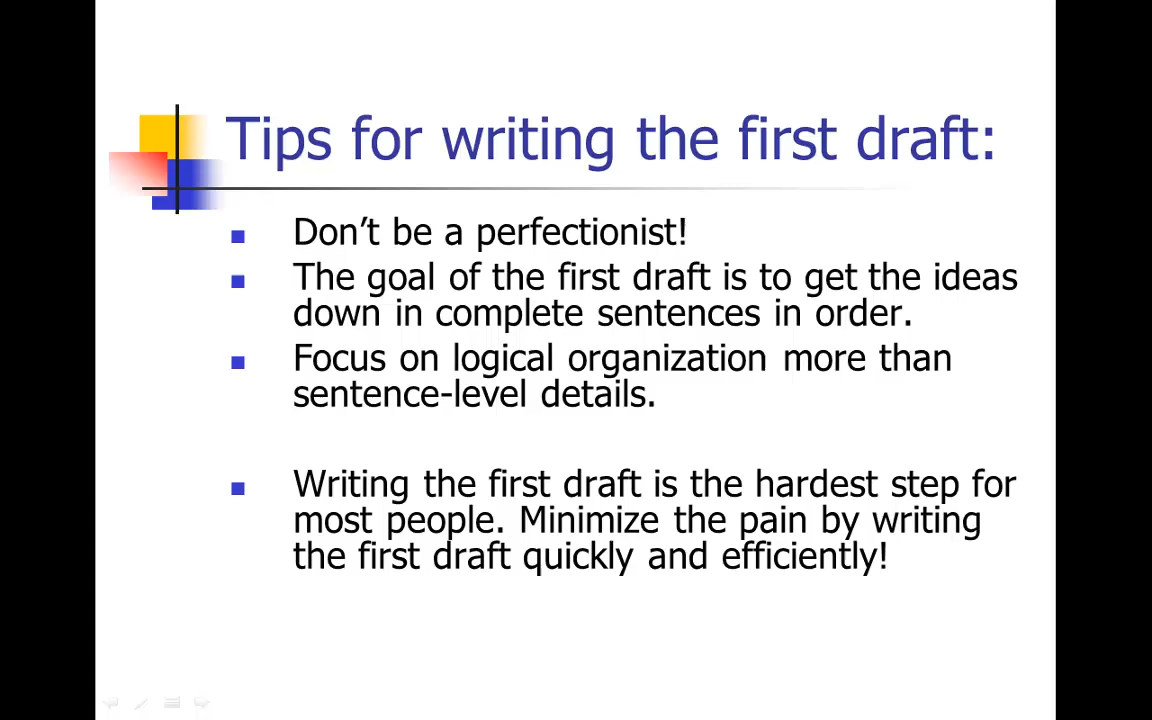 Tips for writing the first draft:
Don’t be a perfectionist!
The goal of the first draft is to get the ideas
down in complete sentences in order.
Focus on logical organization more than
sentence-level details.
Writing the first draft is the hardest step for
most people. Minimize the pain by writing
the first draft quickly and efficiently!